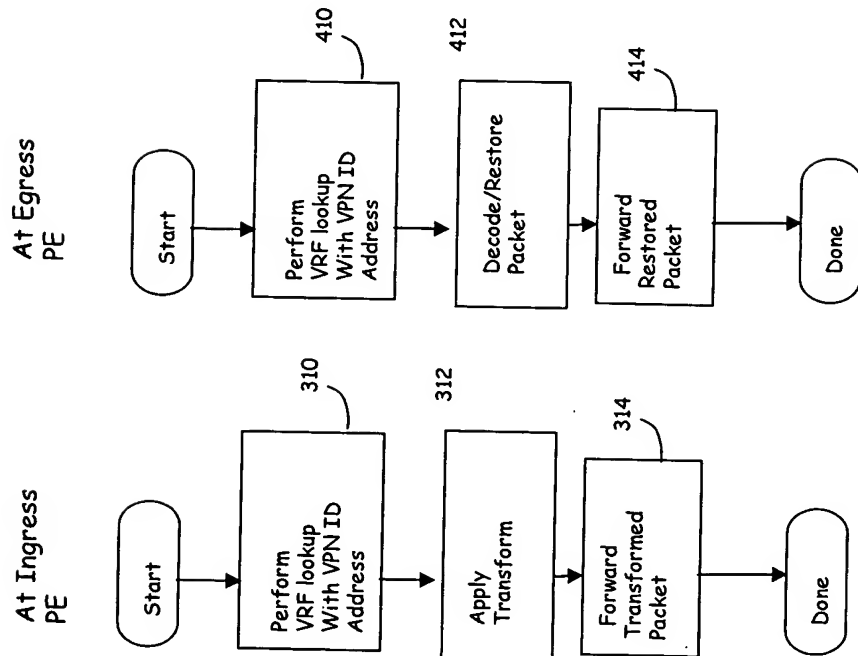 At Ingress
PE
Start
310
Perform
VRF lookup
With VPN ID
Address
312
Apply
Transform
314
Forward
Transformed
Packet
Done
At Egress
PE
Start
410
Perform
VRF lookup
With VPN ID
Address
412
Decode/Restore
Packet
414
Forward
Restored
Packet
Done